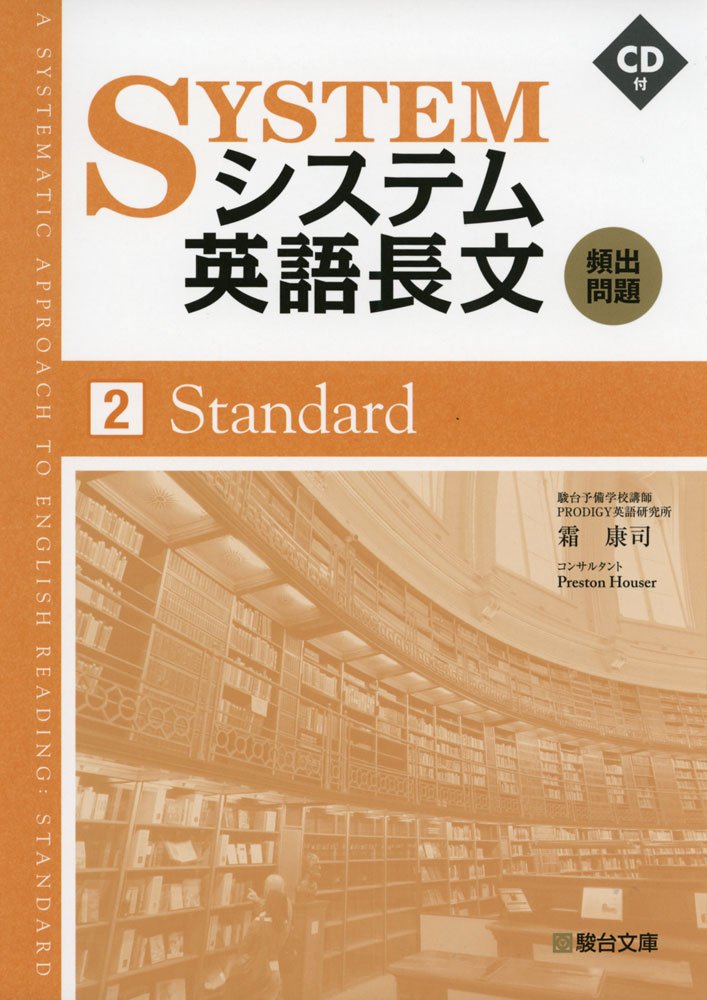 A SYSTEMATIC APPROACH TO ENGLISH READING: STANDARD
CD
付
SYSTEM
システム
英語長文
頻出
問題
2 Standard
駿台予備学校講師
PRODIGY英語研究所
霜 康司
コンサルタント
Preston Houser
駿台文庫